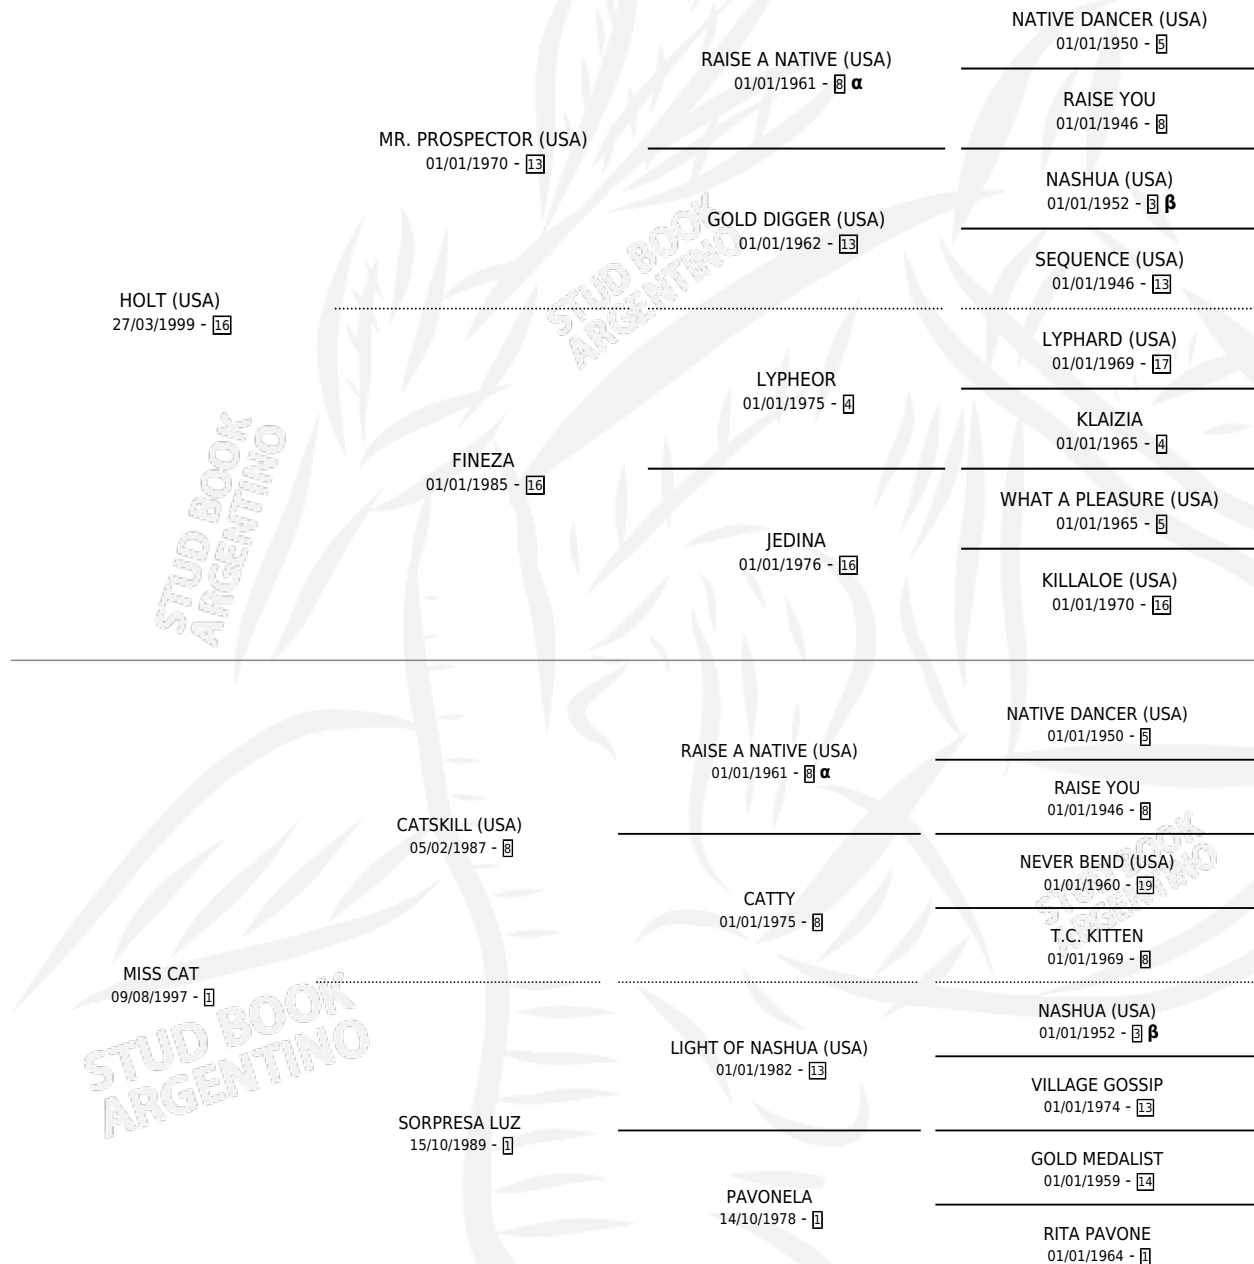 NATIVE DANCER (USA)
01/01/1950 - 5
RAISE A NATIVE (USA)
01/01/1961 - 8 α
RAISE YOU
01/01/1946 - 8
MR. PROSPECTOR (USA)
01/01/1970 - 13
NASHUA (USA)
01/01/1952 - 3 β
GOLD DIGGER (USA)
01/01/1962 - 13
SEQUENCE (USA)
01/01/1946 - 13
HOLT (USA)
27/03/1999 - 16
LYPHARD (USA)
01/01/1969 - 17
LYPHEOR
01/01/1975 - 4
KLAIZIA
01/01/1965 - 4
FINEZA
01/01/1985 - 16
WHAT A PLEASURE (USA)
01/01/1965 - 5
JEDINA
01/01/1976 - 16
KILLALOE (USA)
01/01/1970 - 16
STUD BOOK
ARGENTINO
STUD BOOK
ARGENTINO
NATIVE DANCER (USA)
01/01/1950 - 5
RAISE A NATIVE (USA)
01/01/1961 - 8 α
RAISE YOU
01/01/1946 - 8
CATSKILL (USA)
05/02/1987 - 8
NEVER BEND (USA)
01/01/1960 - 19
CATTY
01/01/1975 - 8
T.C. KITTEN
01/01/1969 - 8
MISS CAT
09/08/1997 - 1
NASHUA (USA)
01/01/1952 - 3 β
LIGHT OF NASHUA (USA)
01/01/1982 - 13
VILLAGE GOSSIP
01/01/1974 - 13
SORPRESA LUZ
15/10/1989 - 1
GOLD MEDALIST
01/01/1959 - 14
PAVONELA
14/10/1978 - 1
RITA PAVONE
01/01/1964 - 1
STUD BOOK
ARGENTINO
STUD BOOK
ARGENTINO